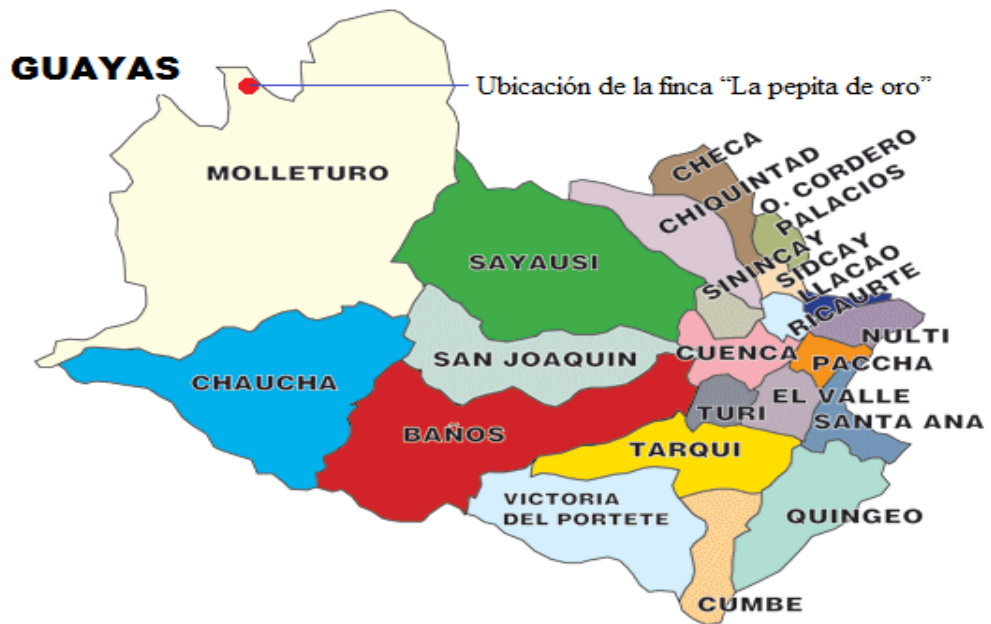 GUAYAS
Ubicación de la finca “La pepita de oro”
MOLLETURO
CHECA
CHIQUINTAD
O. CORDERO
PALACIOS
SAYAUSI
SININCAY
SIDCAY
LLACAO
RICAURTE
NULTI
SAN JOAQUIN
CUENCA
PACCHA
CHAUCHA
EL VALLE
TURI
SANTA ANA
BAÑOS
TARQUI
VICTORIA
DEL PORTETE
QUINGEO
CUMBE